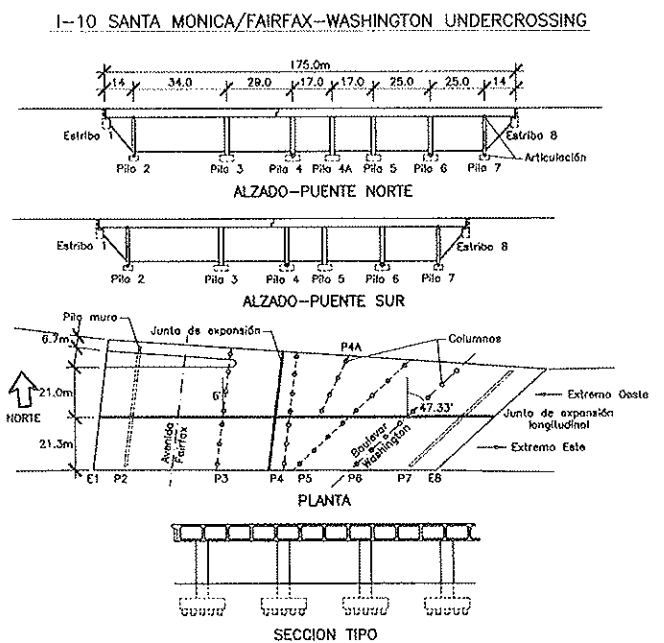 I-10 SANTA MONICA/FAIRFAX-WASHINGTON UNDERCROSSING
175.0m
14 34.0 29.0 17.0 17.0 25.0 25.0 14
Estribo 1
Estribo 8
Articulación
Pila 2 Pila 3 Pila 4 Pila 4A Pila 5 Pila 6 Pila 7
ALZADO-PUENTE NORTE
Estribo 1
Estribo 8
Pila 2 Pila 3 Pila 4 Pila 5 Pila 6 Pila 7
ALZADO-PUENTE SUR
Pila muro
Junta de expansión
P4A
Columnas
6.7m
21.0m
NORTE
21.3m
6'
47.33'
Extremo Oeste
Junta de expansión
longitudinal
Extremo Este
Avenida
Fairfax
Boulevar
Washington
E1 P2 P3 P4 P5 P6 P7 E8
PLANTA
SECCION TIPO